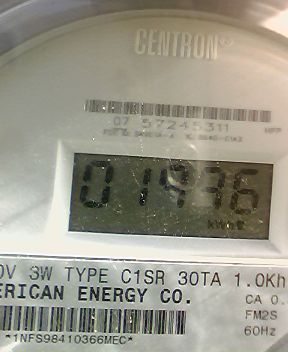 CENTRON
07 57245311
01936
0V 3W TYPE C1SR 30TA 1.0Kh
ERICAN ENERGY CO.
CA 0.
FM2S
60Hz
*1NFS98410366MEC*